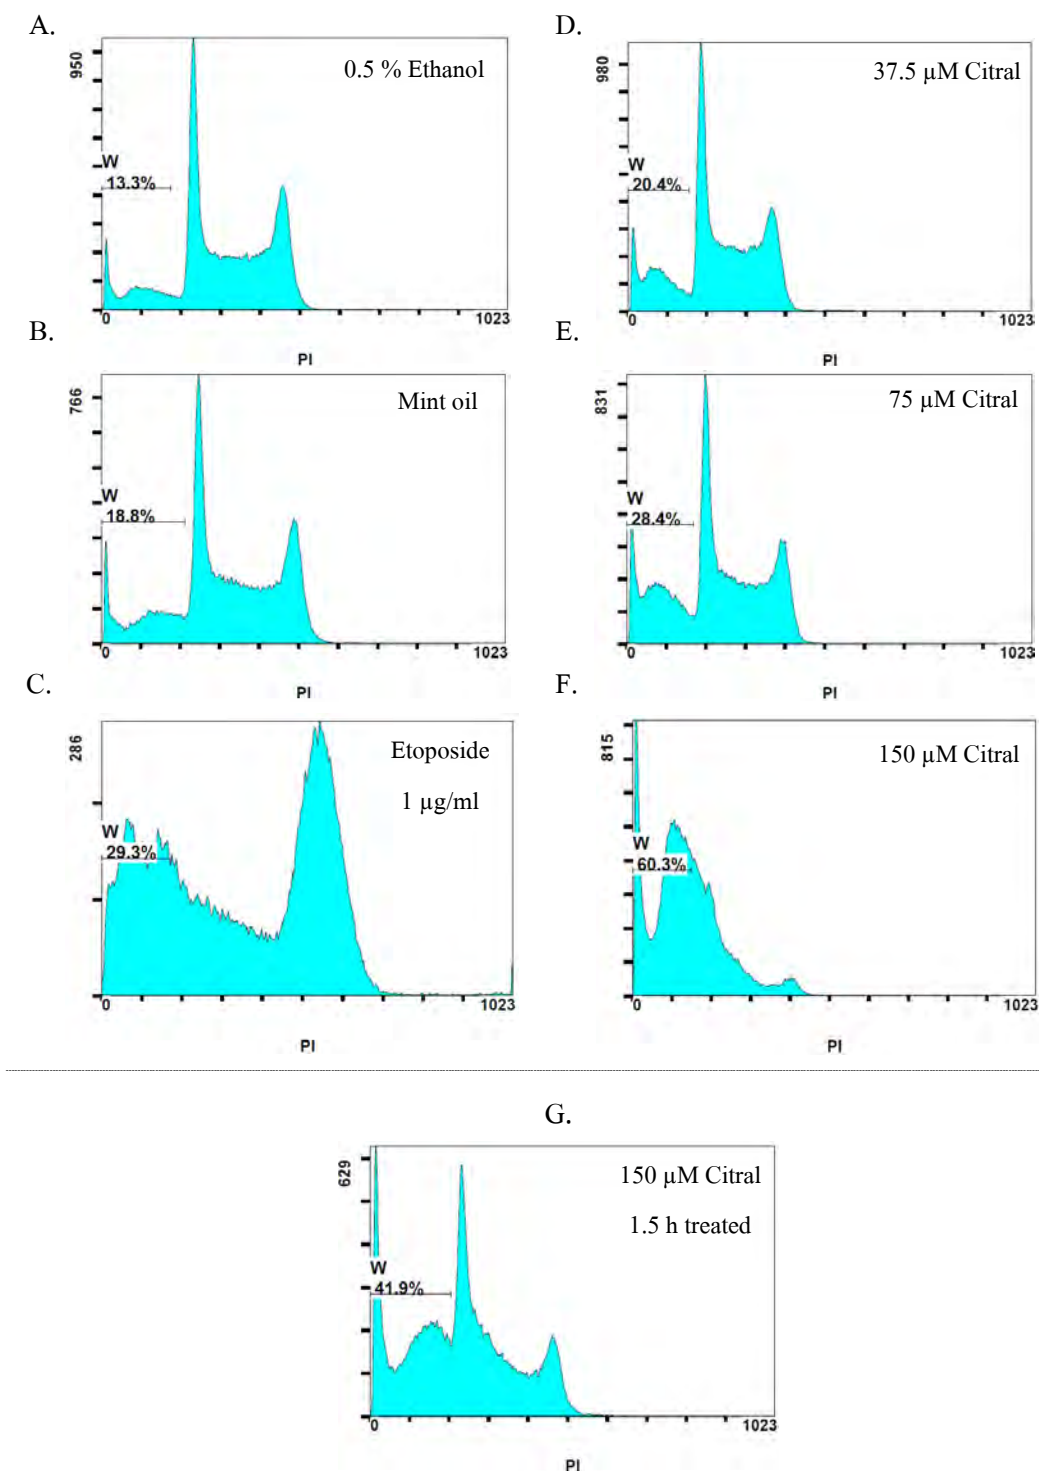 A.
950
0.5 % Ethanol
W
13.3%
0
1023
PI
B.
766
Mint oil
W
18.8%
0
1023
PI
C.
286
Etoposide
1 µg/ml
W
29.3%
0
1023
PI
D.
980
37.5 µM Citral
W
20.4%
0
1023
PI
E.
831
75 µM Citral
W
28.4%
0
1023
PI
F.
815
150 µM Citral
W
60.3%
0
1023
PI
G.
629
150 µM Citral
1.5 h treated
W
41.9%
0
1023
PI